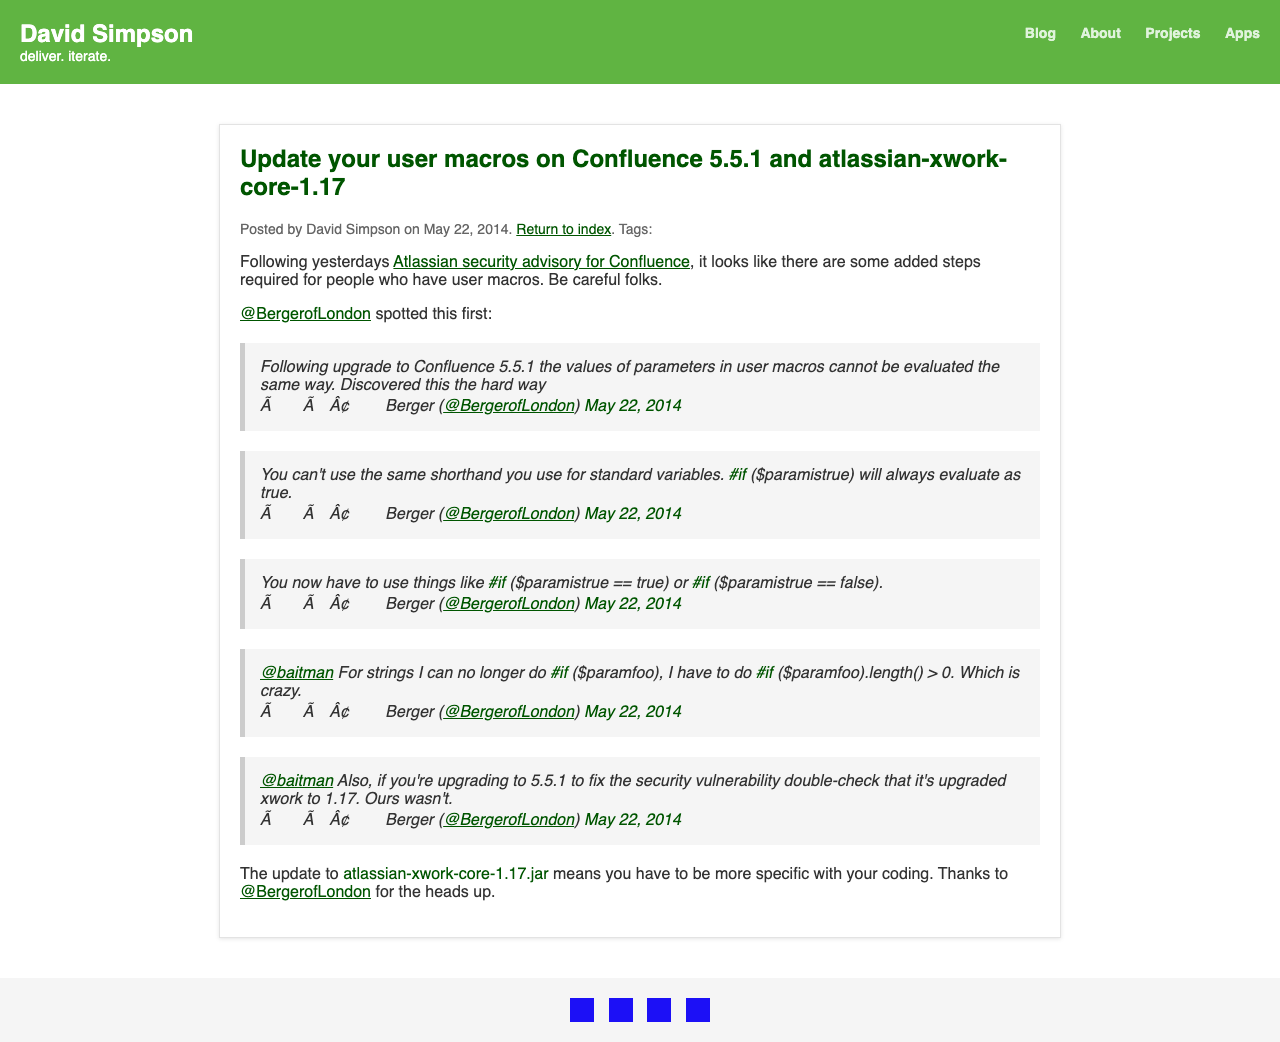 David Simpson
deliver. iterate.
Blog About Projects Apps
Update your user macros on Confluence 5.5.1 and atlassian-xwork-
core-1.17
Posted by David Simpson on May 22, 2014. Return to index. Tags:
Following yesterdays Atlassian security advisory for Confluence, it looks like there are some added steps
required for people who have user macros. Be careful folks.
@BergerofLondon spotted this first:
Following upgrade to Confluence 5.5.1 the values of parameters in user macros cannot be evaluated the
same way. Discovered this the hard way
Ã Ã Â¢ Berger (@BergerofLondon) May 22, 2014
You can't use the same shorthand you use for standard variables. #if ($paramistrue) will always evaluate as
true.
Ã Ã Â¢ Berger (@BergerofLondon) May 22, 2014
You now have to use things like #if ($paramistrue == true) or #if ($paramistrue == false).
Ã Ã Â¢ Berger (@BergerofLondon) May 22, 2014
@baitman For strings I can no longer do #if ($paramfoo), I have to do #if ($paramfoo).length() > 0. Which is
crazy.
Ã Ã Â¢ Berger (@BergerofLondon) May 22, 2014
@baitman Also, if you're upgrading to 5.5.1 to fix the security vulnerability double-check that it's upgraded
xwork to 1.17. Ours wasn't.
Ã Ã Â¢ Berger (@BergerofLondon) May 22, 2014
The update to atlassian-xwork-core-1.17.jar means you have to be more specific with your coding. Thanks to
@BergerofLondon for the heads up.